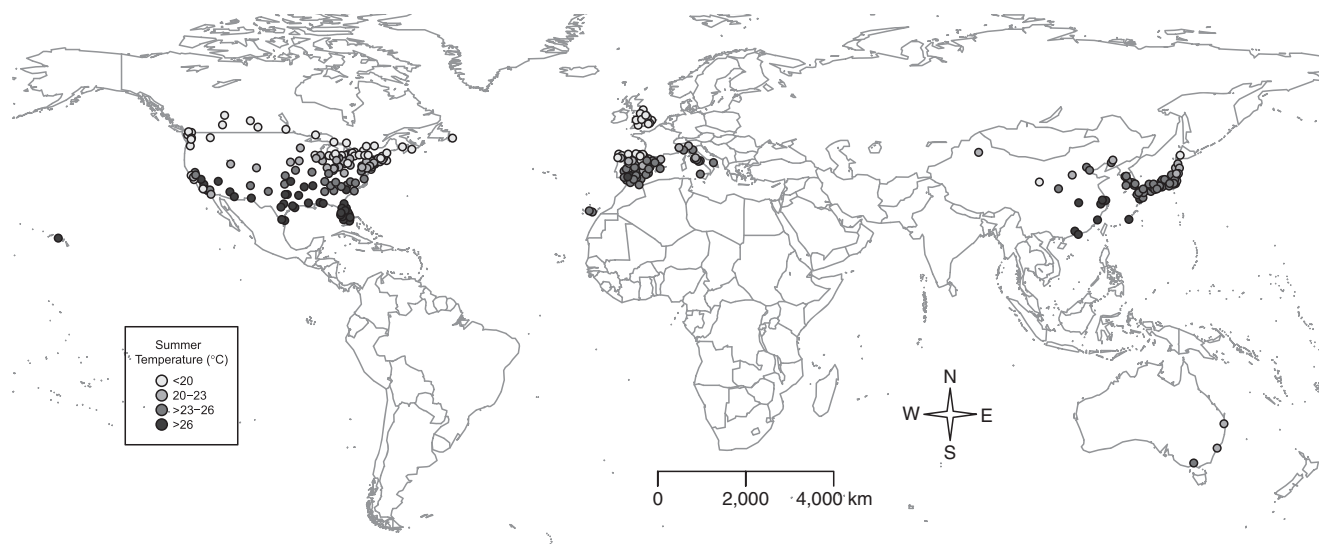 Summer
Temperature (°C)
<20
20–23
>23–26
>26
N
W E
S
0 2,000 4,000 km